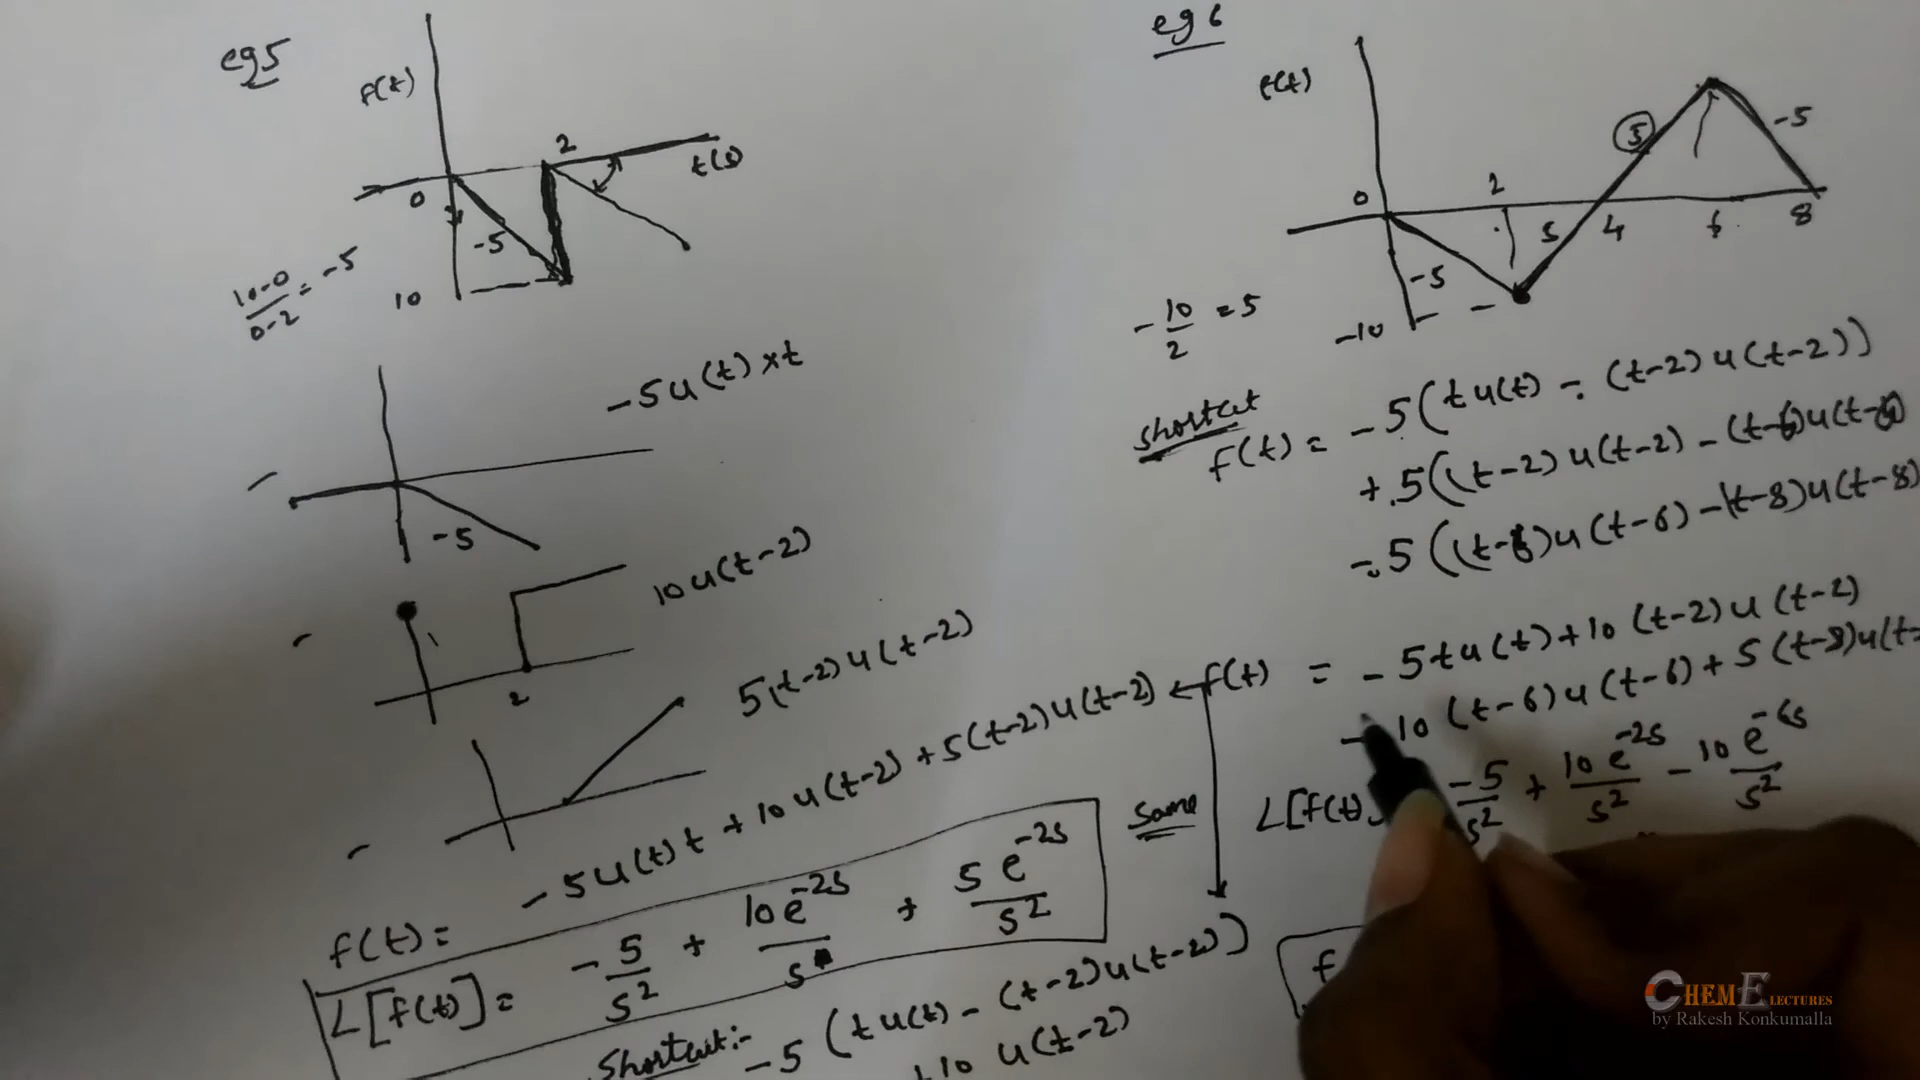 eg5
f(t)
2
t(s)
0
-5
10
10-0/0-2 = -5
-5u(t)xt
-5
10u(t-2)
2
5(t-2)u(t-2)
f(t)= -5u(t)t + 10u(t-2) + 5(t-2)u(t-2)
L[f(t)]= -5/s² + 10e^-2s/s + 5e^-2s/s²
Shortcut:-
-5(tu(t) - (t-2)u(t-2))
+10 u(t-2)
Same
eg 6
f(t)
0
2
5
4
6
8
5
-5
-5
-10
-10/2 = 5
shortcut
f(t) = -5(tu(t) - (t-2)u(t-2))
+5((t-2)u(t-2) - (t-6)u(t-6)
-5((t-6)u(t-6) - (t-8)u(t-8)
f(t) = -5tu(t)+10(t-2)u(t-2)
-10(t-6)u(t-6)+5(t-8)u(t-
L[f(t) -5/s² + 10e^-2s/s² - 10e^-6s/s²
f
CHEME LECTURES
by Rakesh Konkumalla